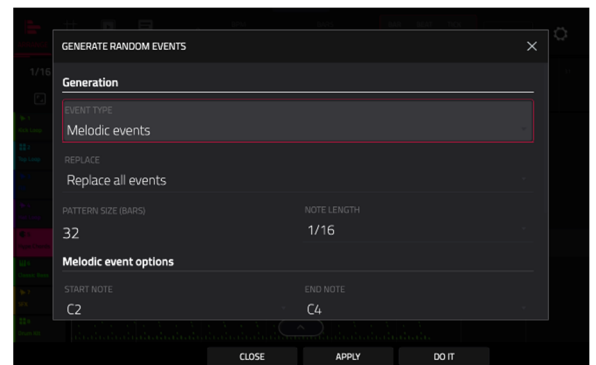 GENERATE RANDOM EVENTS
1/16
Generation
EVENT TYPE
Melodic events
REPLACE
Replace all events
PATTERN SIZE (BARS)
NOTE LENGTH
32
1/16
Melodic event options
START NOTE
END NOTE
C2
C4
CLOSE
APPLY
DO IT